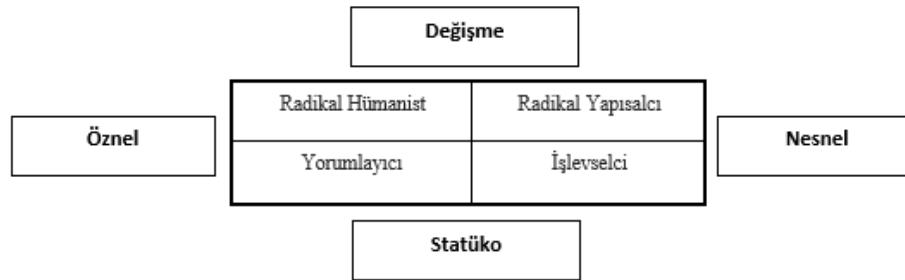 Değişme
Radikal Hümanist
Radikal Yapısalcı
Öznel
Nesnel
Yorumlayıcı
İşlevselci
Statüko